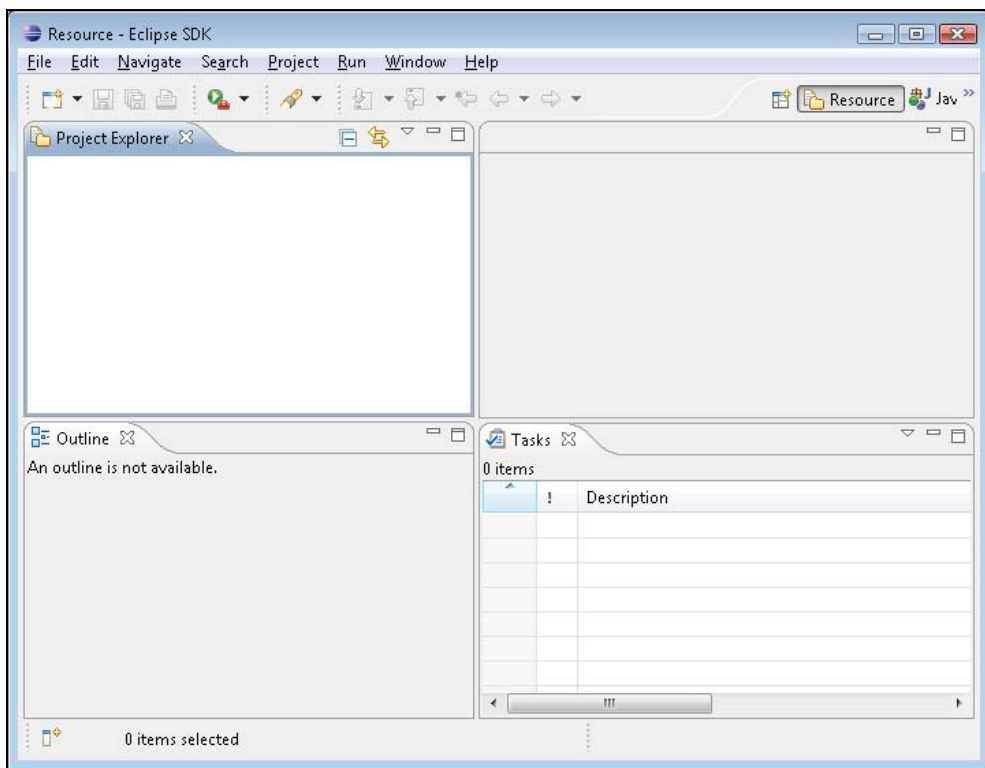 Resource - Eclipse SDK
File Edit Navigate Search Project Run Window Help
Resource Jav »
Project Explorer
Outline
An outline is not available.
Tasks
0 items
! Description
0 items selected